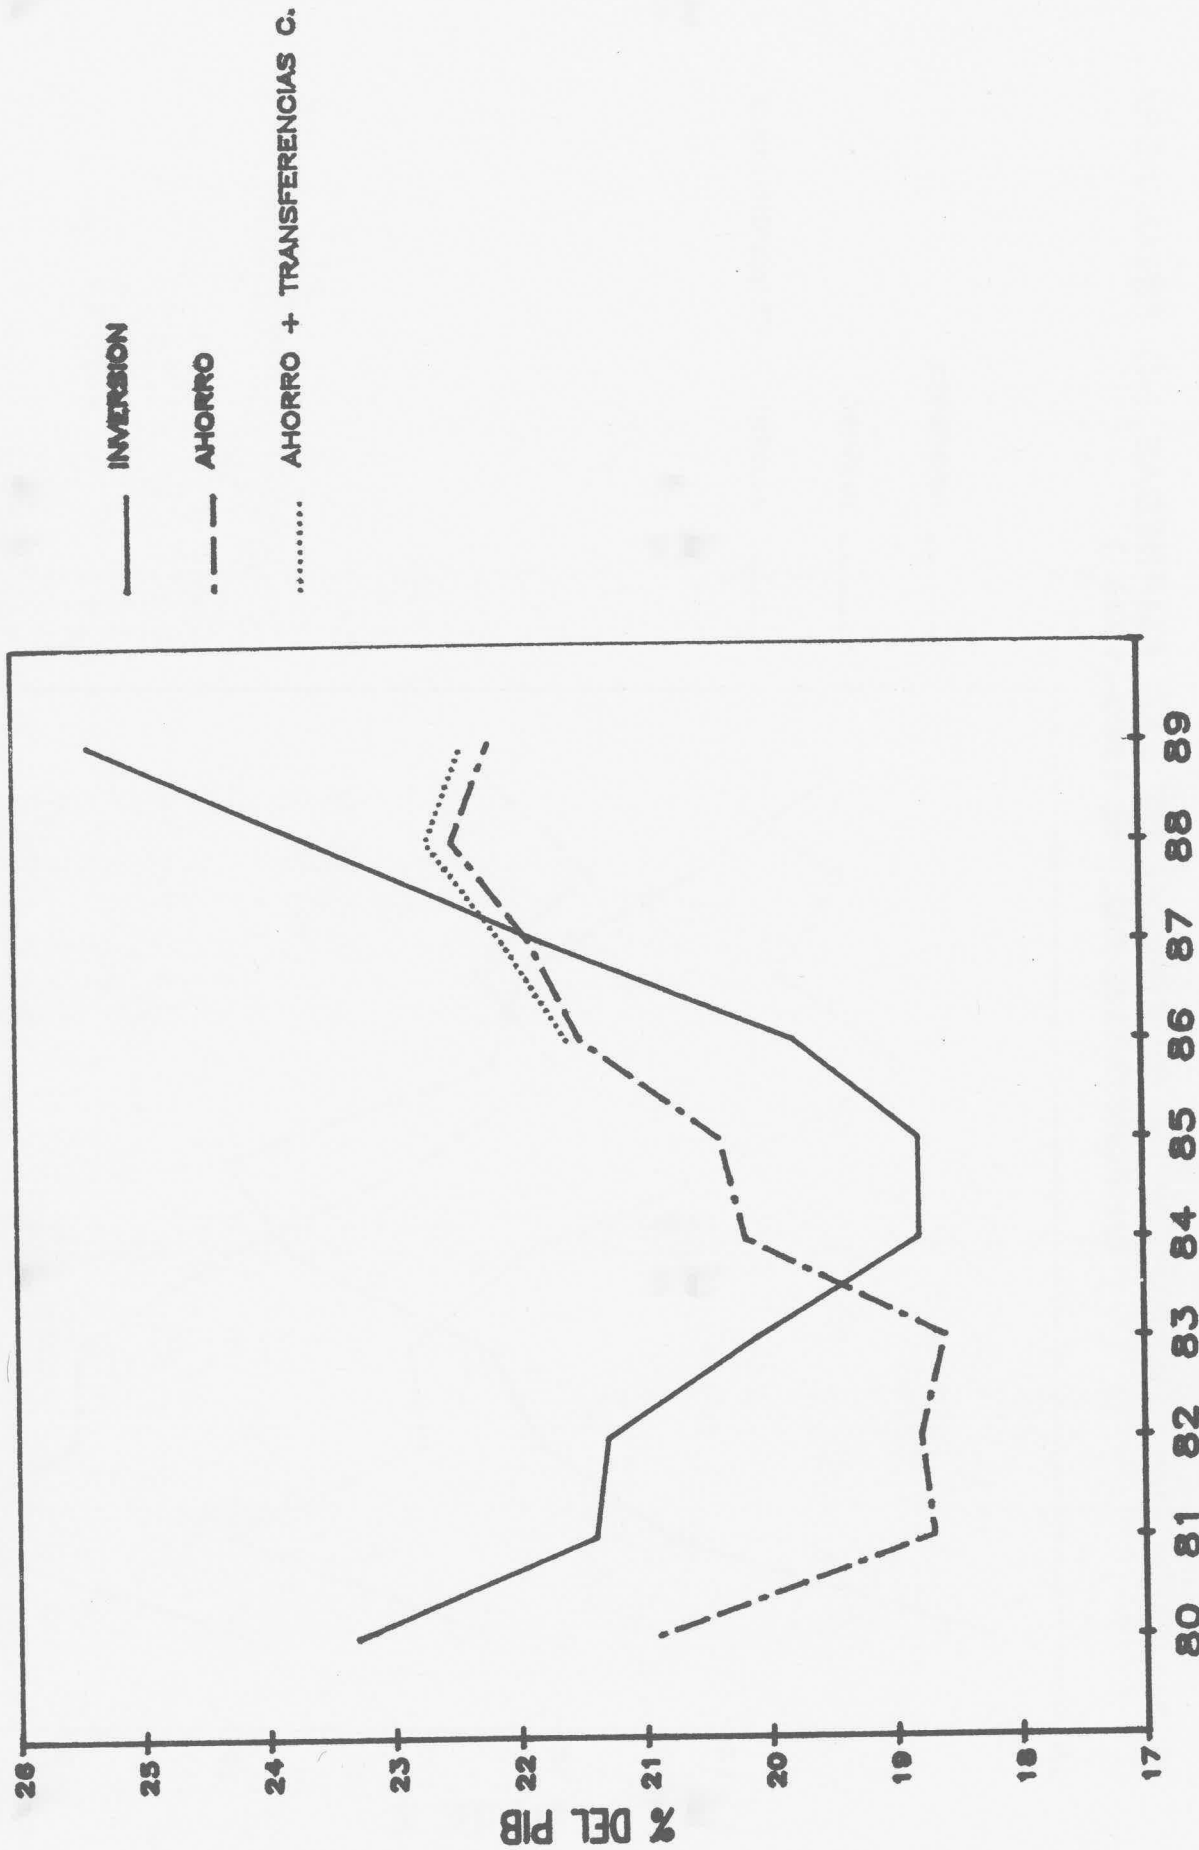 INVERSION
AHORRO
AHORRO + TRANSFERENCIAS C.
% DEL PIB
26
25
24
23
22
21
20
19
18
17
80 81 82 83 84 85 86 87 88 89